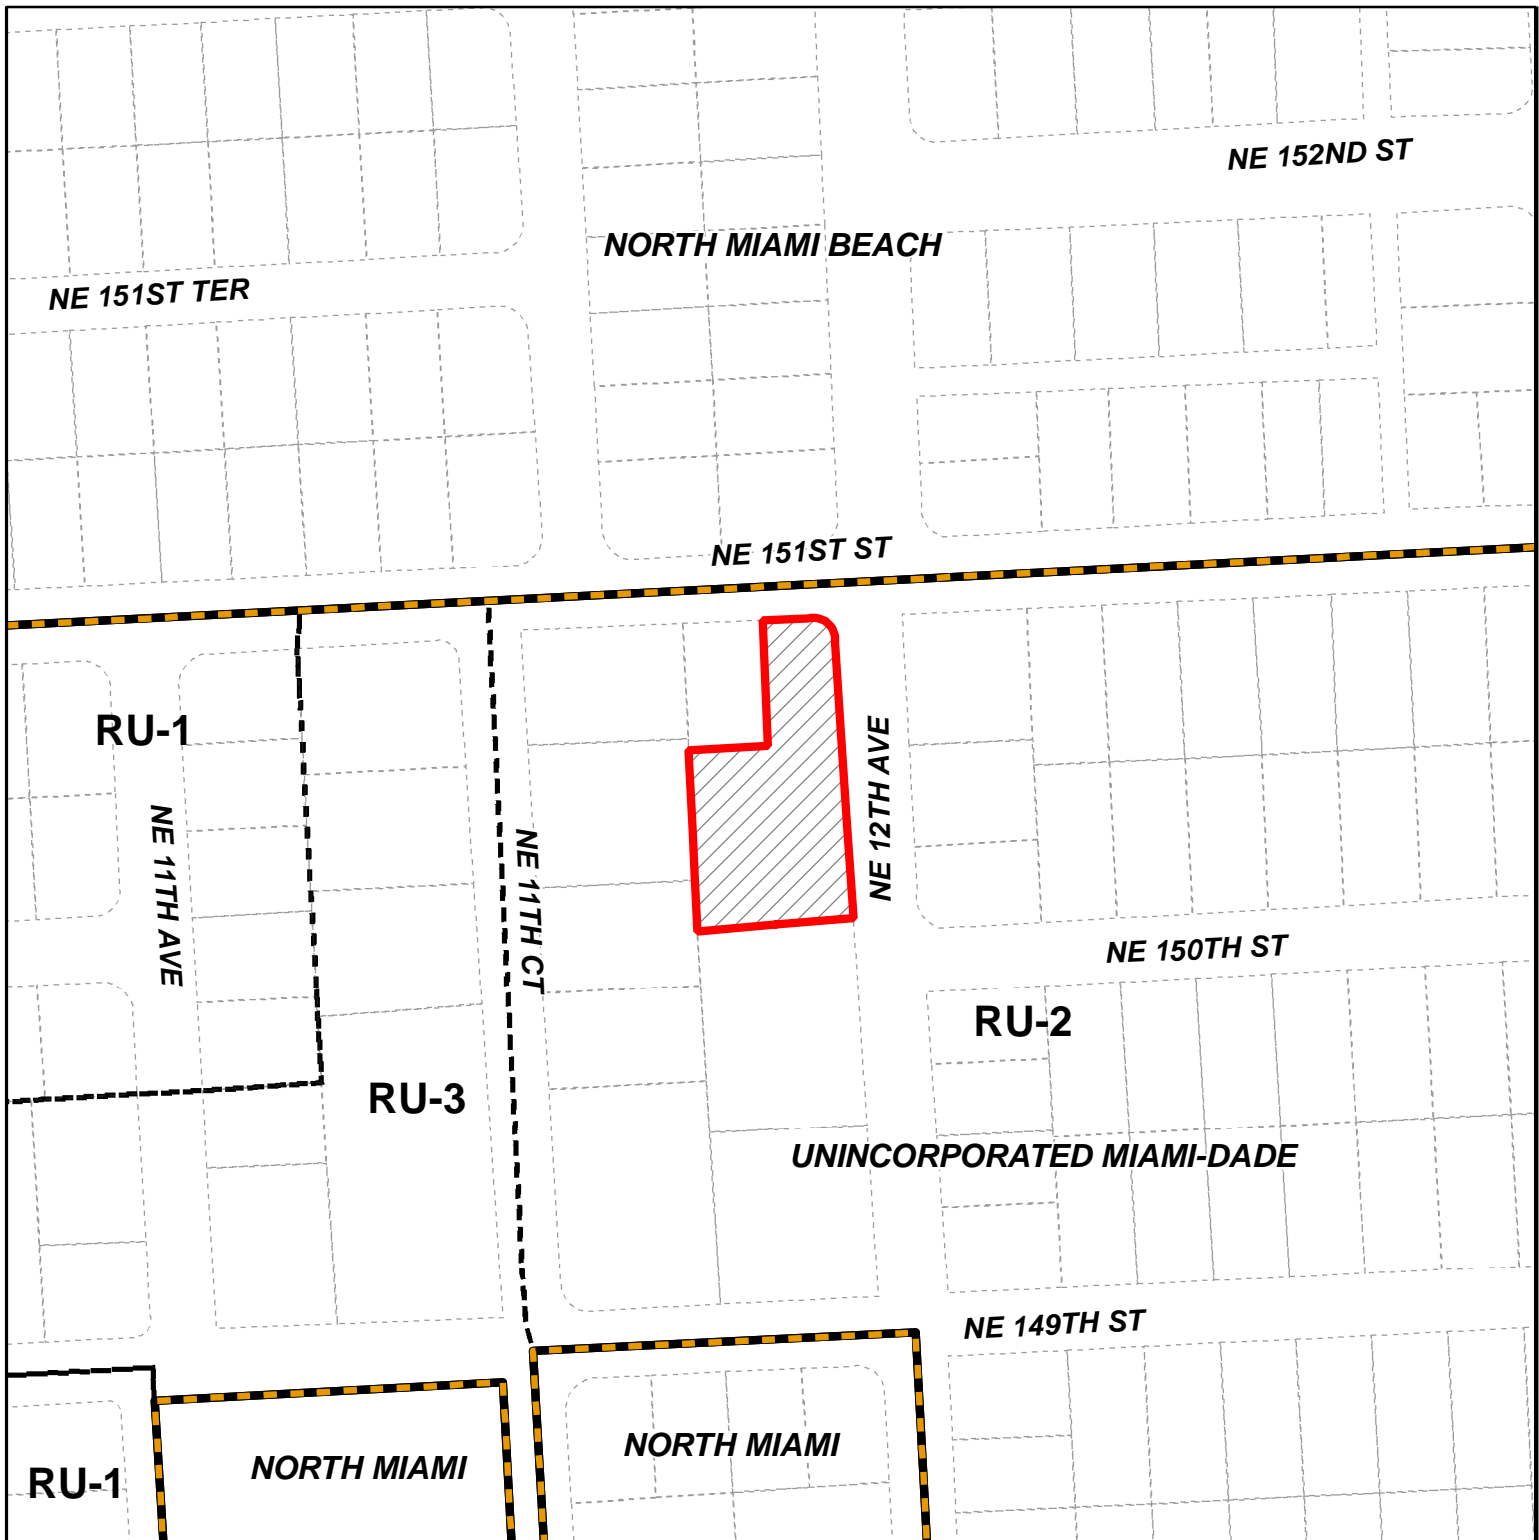 NE 152ND ST
NORTH MIAMI BEACH
NE 151ST TER
NE 151ST ST
RU-1
NE 11TH AVE
NE 11TH CT
NE 12TH AVE
NE 150TH ST
RU-2
RU-3
UNINCORPORATED MIAMI-DADE
NE 149TH ST
NORTH MIAMI
NORTH MIAMI
RU-1